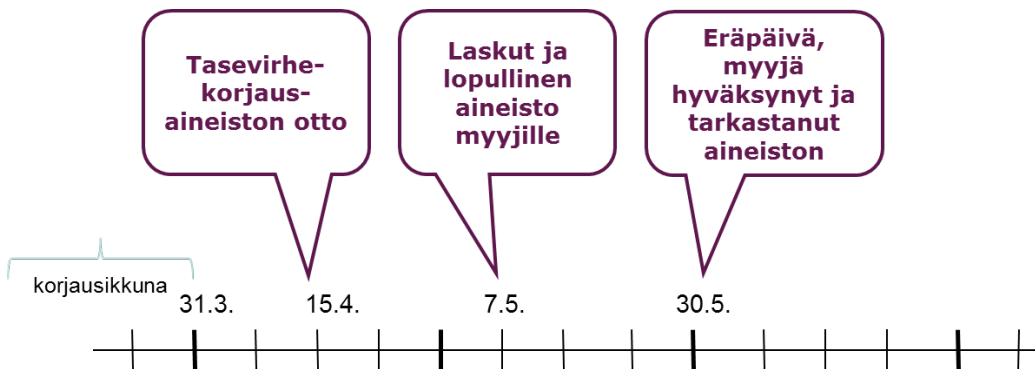 Tasevirhe-
korjaus-
aineiston otto
Laskut ja
lopullinen
aineisto
myyjille
Eräpäivä,
myyjä
hyväksynyt ja
tarkastanut
aineiston
korjausikkuna
31.3.
15.4.
7.5.
30.5.